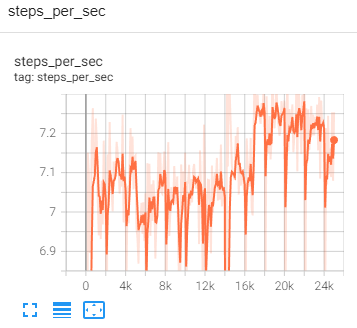 steps_per_sec
steps_per_sec
tag: steps_per_sec
7.2
7.1
7
6.9
0 4k 8k 12k 16k 20k 24k